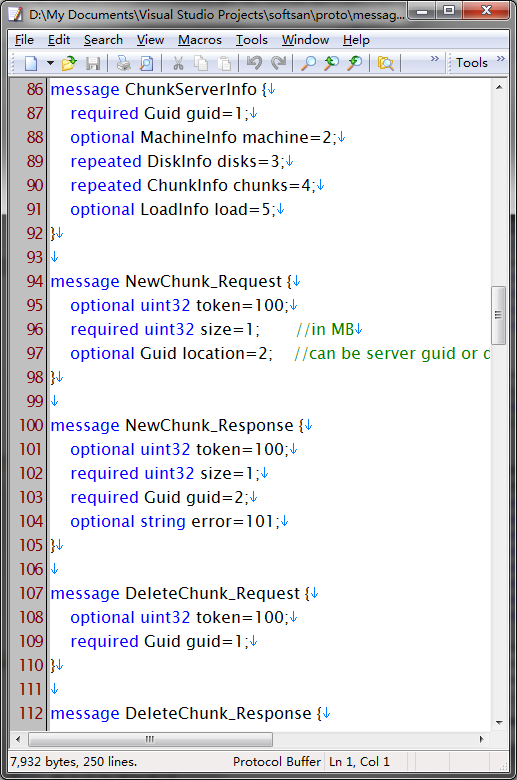 D:\My Documents\Visual Studio Projects\softsan\proto\messag...
File Edit Search View Macros Tools Window Help
Tools
86 message ChunkServerInfo {↓
87 required Guid guid=1;↓
88 optional MachineInfo machine=2;↓
89 repeated DiskInfo disks=3;↓
90 repeated ChunkInfo chunks=4;↓
91 optional LoadInfo load=5;↓
92 }↓
93 ↓
94 message NewChunk_Request {↓
95 optional uint32 token=100;↓
96 required uint32 size=1; //in MB↓
97 optional Guid location=2; //can be server guid or d
98 }↓
99 ↓
100 message NewChunk_Response {↓
101 optional uint32 token=100;↓
102 required uint32 size=1;↓
103 required Guid guid=2;↓
104 optional string error=101;↓
105 }↓
106 ↓
107 message DeleteChunk_Request {↓
108 optional uint32 token=100;↓
109 required Guid guid=1;↓
110 }↓
111 ↓
112 message DeleteChunk_Response {↓
7,932 bytes, 250 lines. Protocol Buffer Ln 1, Col 1